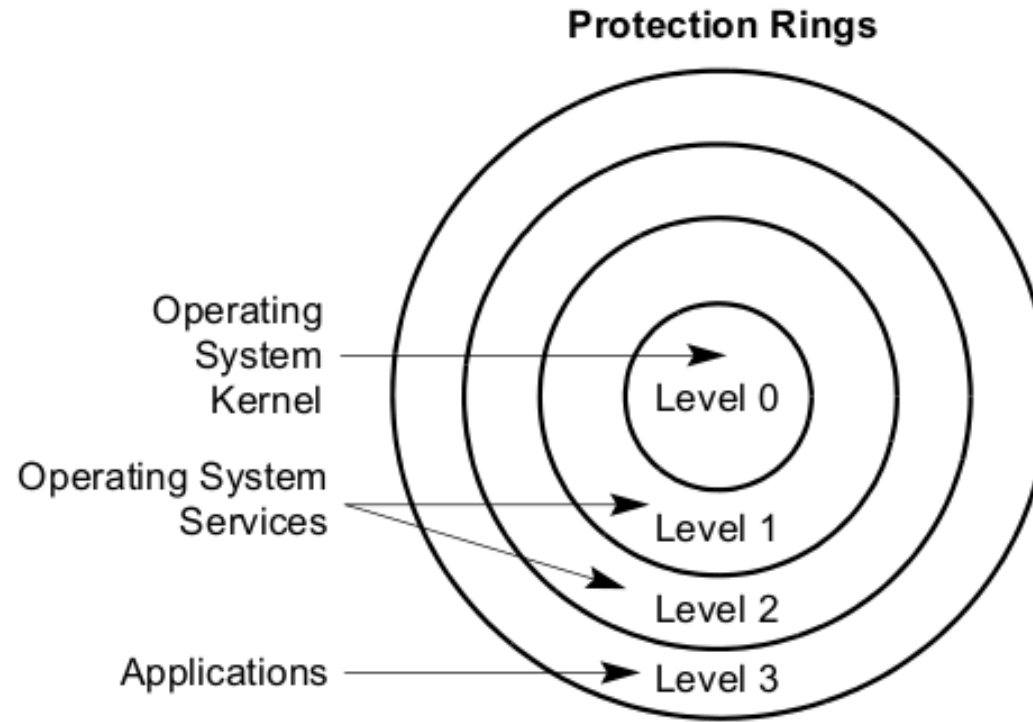 Protection Rings
Operating
System
Kernel
Level 0
Operating System
Services
Level 1
Level 2
Applications
Level 3